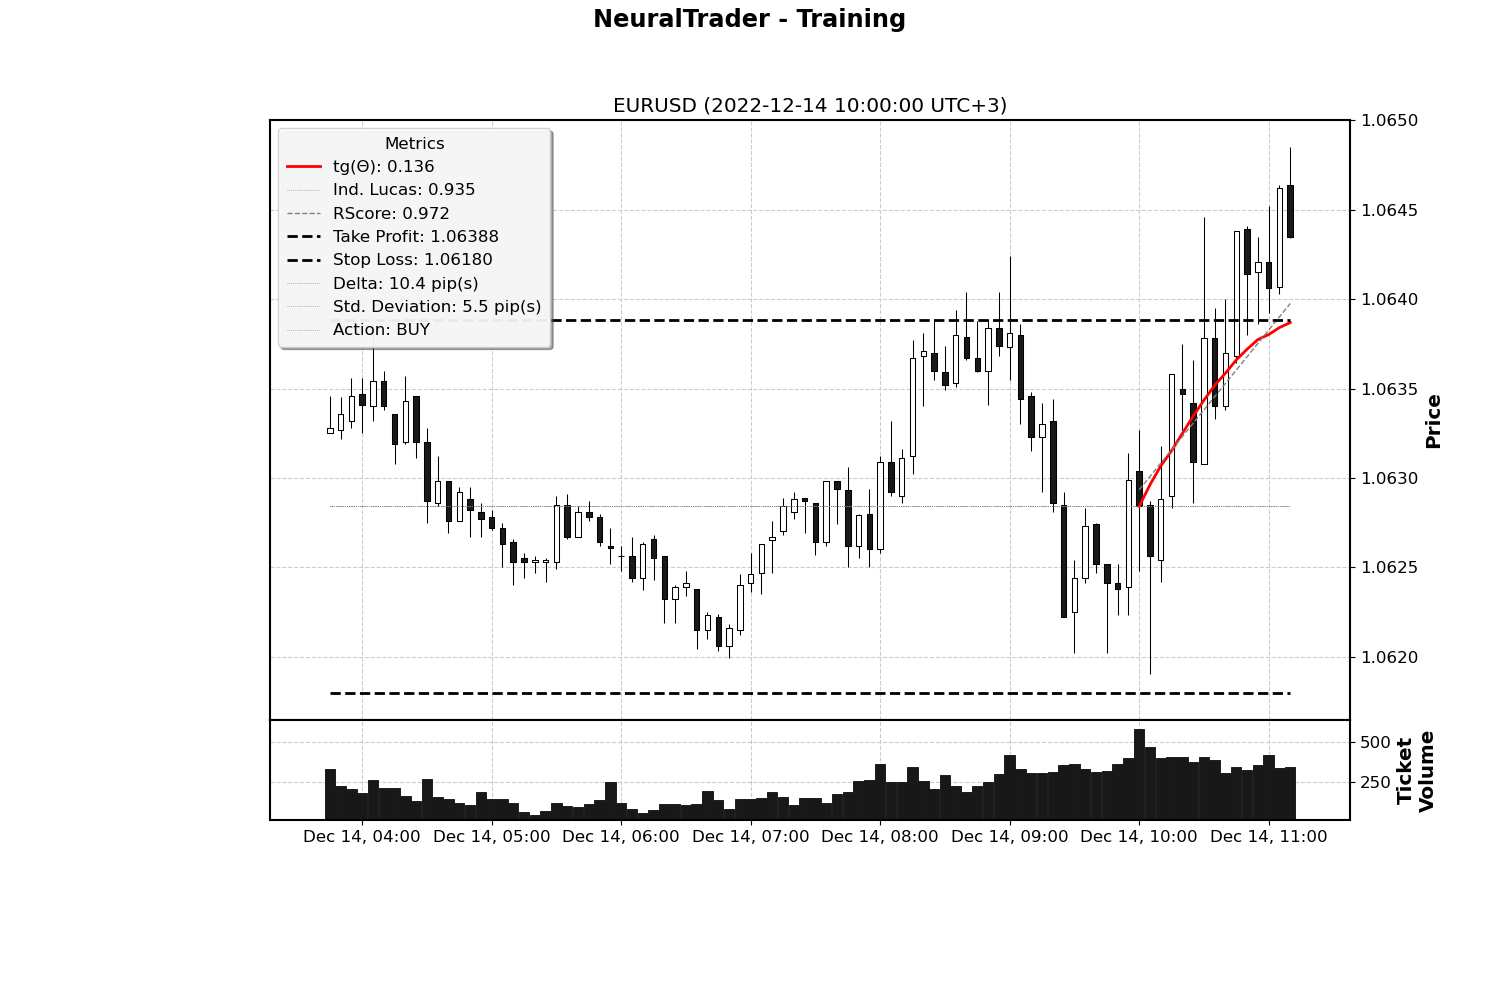 NeuralTrader - Training
EURUSD (2022-12-14 10:00:00 UTC+3)
Metrics
tg(Θ): 0.136
Ind. Lucas: 0.935
RScore: 0.972
Take Profit: 1.06388
Stop Loss: 1.06180
Delta: 10.4 pip(s)
Std. Deviation: 5.5 pip(s)
Action: BUY
1.0650
1.0645
1.0640
1.0635
1.0630
1.0625
1.0620
Price
500
250
Ticket
Volume
Dec 14, 04:00
Dec 14, 05:00
Dec 14, 06:00
Dec 14, 07:00
Dec 14, 08:00
Dec 14, 09:00
Dec 14, 10:00
Dec 14, 11:00